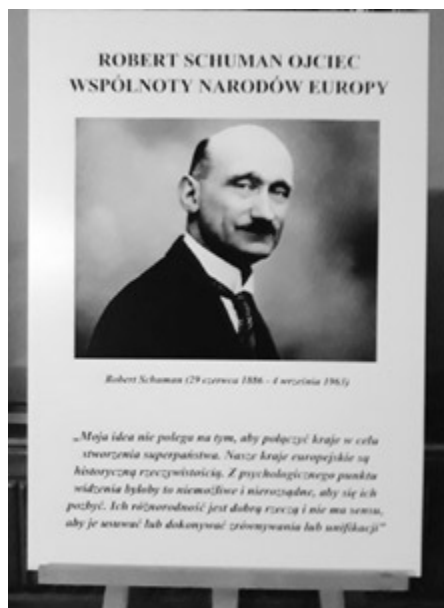 ROBERT SCHUMAN OJCIEC
WSPÓLNOTY NARODÓW EUROPY
Robert Schuman (29 czerwca 1886 - 4 września 1963)
„Moja idea nie polega na tym, aby połączyć kraje w celu
stworzenia superpaństwa. Nasze kraje europejskie są
historyczną rzeczywistością. Z psychologicznego punktu
widzenia byłoby to niemożliwe i nierozsądne, aby się ich
pozbyć. Ich różnorodność jest dobrą rzeczą i nie ma sensu,
aby je usuwać lub dokonywać zrównywania lub unifikacji”